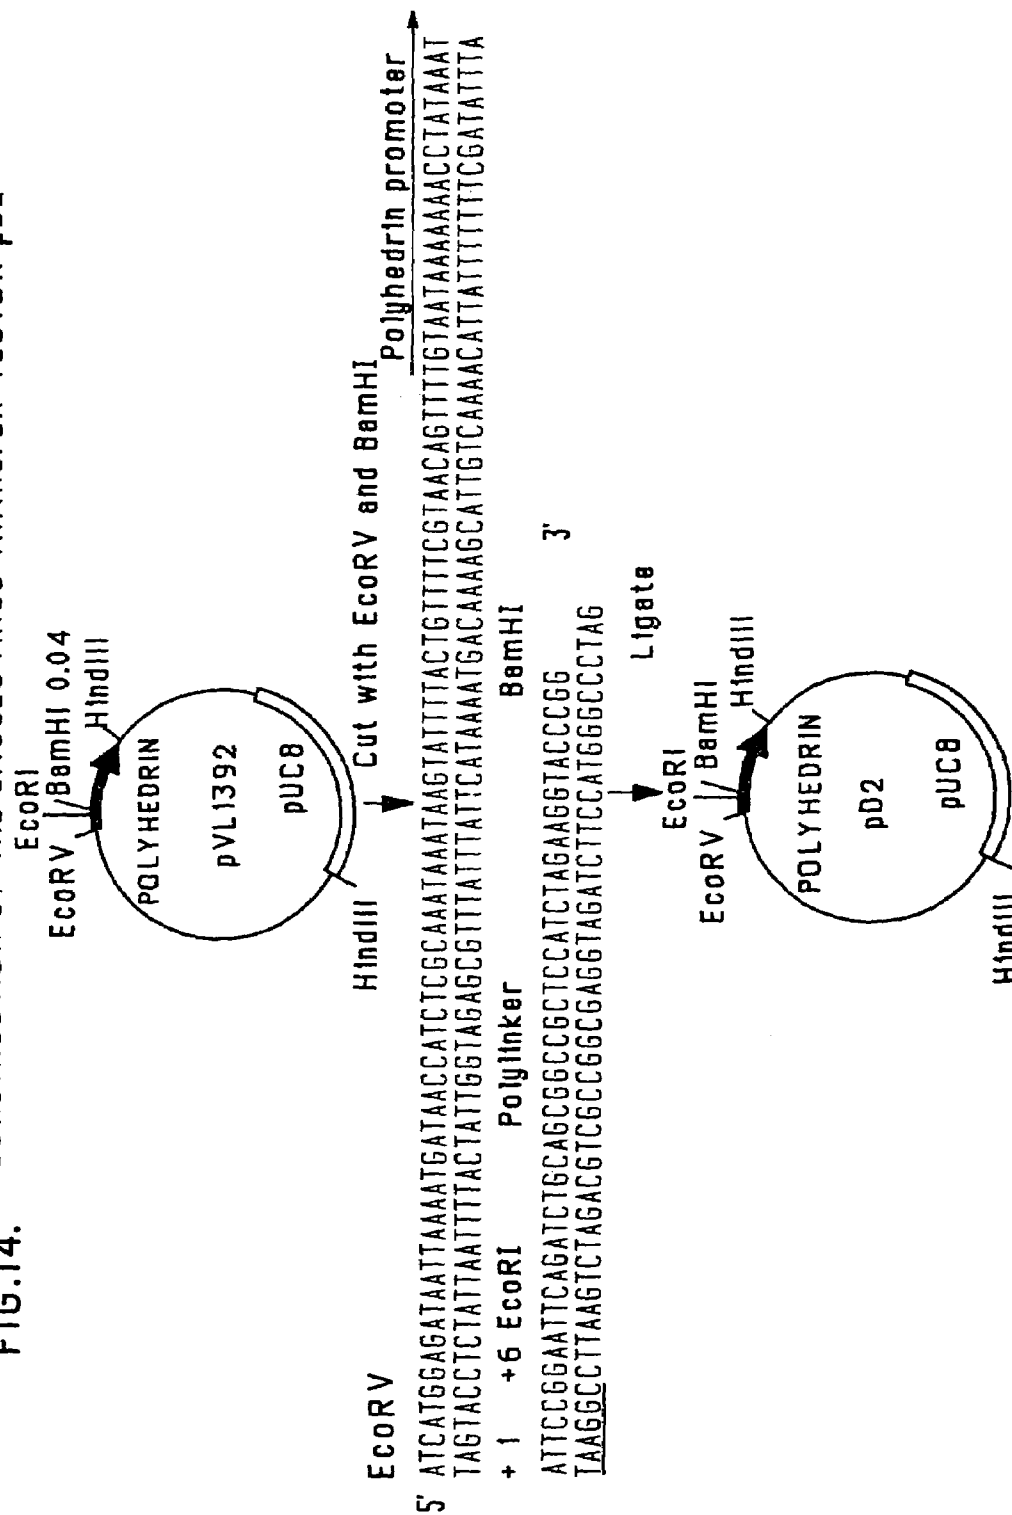 FIG.14.
EcoRI
EcoRV BamHI 0.04
HindIII
POLYHEDRIN
pVL1392
pUC8
HindIII
Cut with EcoRV and BamHI
EcoRV
Polyhedrin promoter
5' ATCATGGAGATAATTAAAATGATAACCATCTCGCAAATAAATAAGTATTTACTGTTTTCGTAACAGTTTTGTAATAAAAAAACCTATAAAT
TAGTACCTCTATTAATTTTACTATTGGTAGAGCGTTATTTATTCATAAATGACAAAGCATTGTCAAAACATTATTTTTTCGATATTTA
+ 1 +6 EcoRI Polylinker BamHI
ATTCCGGAATTCAGATCTGCAGCGGCCGCTCCATCTAGAAGGTACCCGG 3'
TAAGGCCTTAAGTCTAGACGTCGCCGGCGAGGTAGATCTTCCATGGGCCCTAG
Ligate
EcoRI
EcoRV BamHI
HindIII
POLYHEDRIN
pD2
pUC8
HindIII